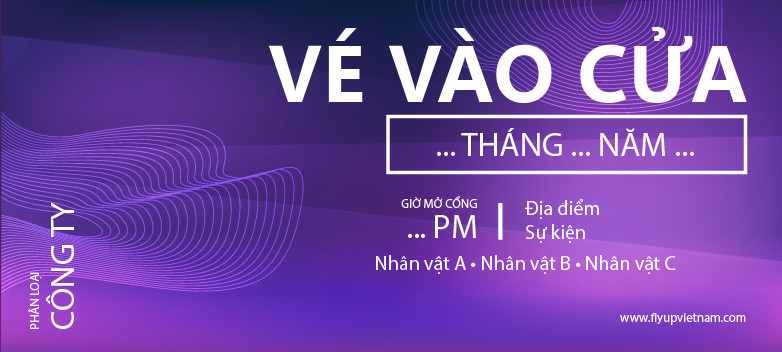 VÉ VÀO CỬA
... THÁNG ... NĂM ...
GIỜ MỞ CỔNG
... PM
Địa điểm
Sự kiện
Nhân vật A • Nhân vật B • Nhân vật C
PHÂN LOẠI
CÔNG TY
www.flyupvietnam.com